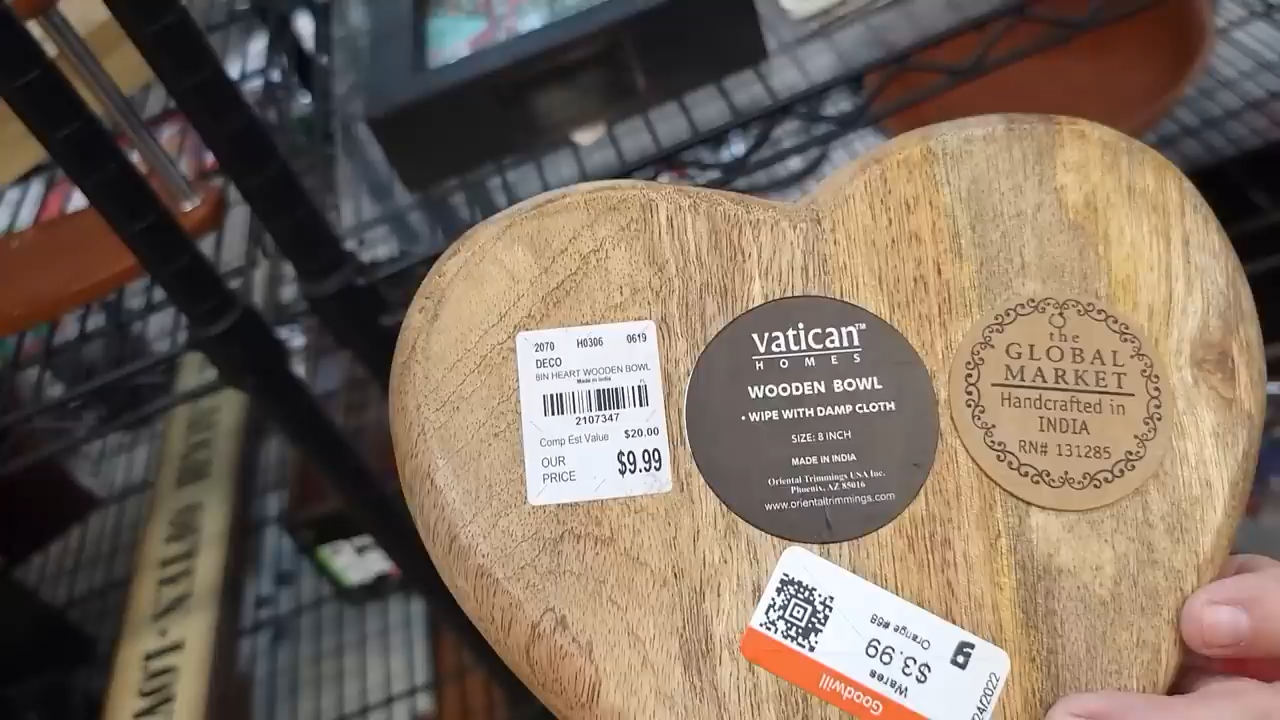 2070 H0306 0619
DECO
8IN HEART WOODEN BOWL
Made in India
2107347
Comp Est Value $20.00
OUR PRICE $9.99
vatican™
HOMES
WOODEN BOWL
• WIPE WITH DAMP CLOTH
SIZE: 8 INCH
MADE IN INDIA
Oriental Trimmings USA Inc.
Phoenix, AZ 85016
www.orientaltrimmings.com
the
GLOBAL
MARKET
Handcrafted in
INDIA
RN# 131285
Goodwill
Wares
$3.99
Orange #68
24/2022